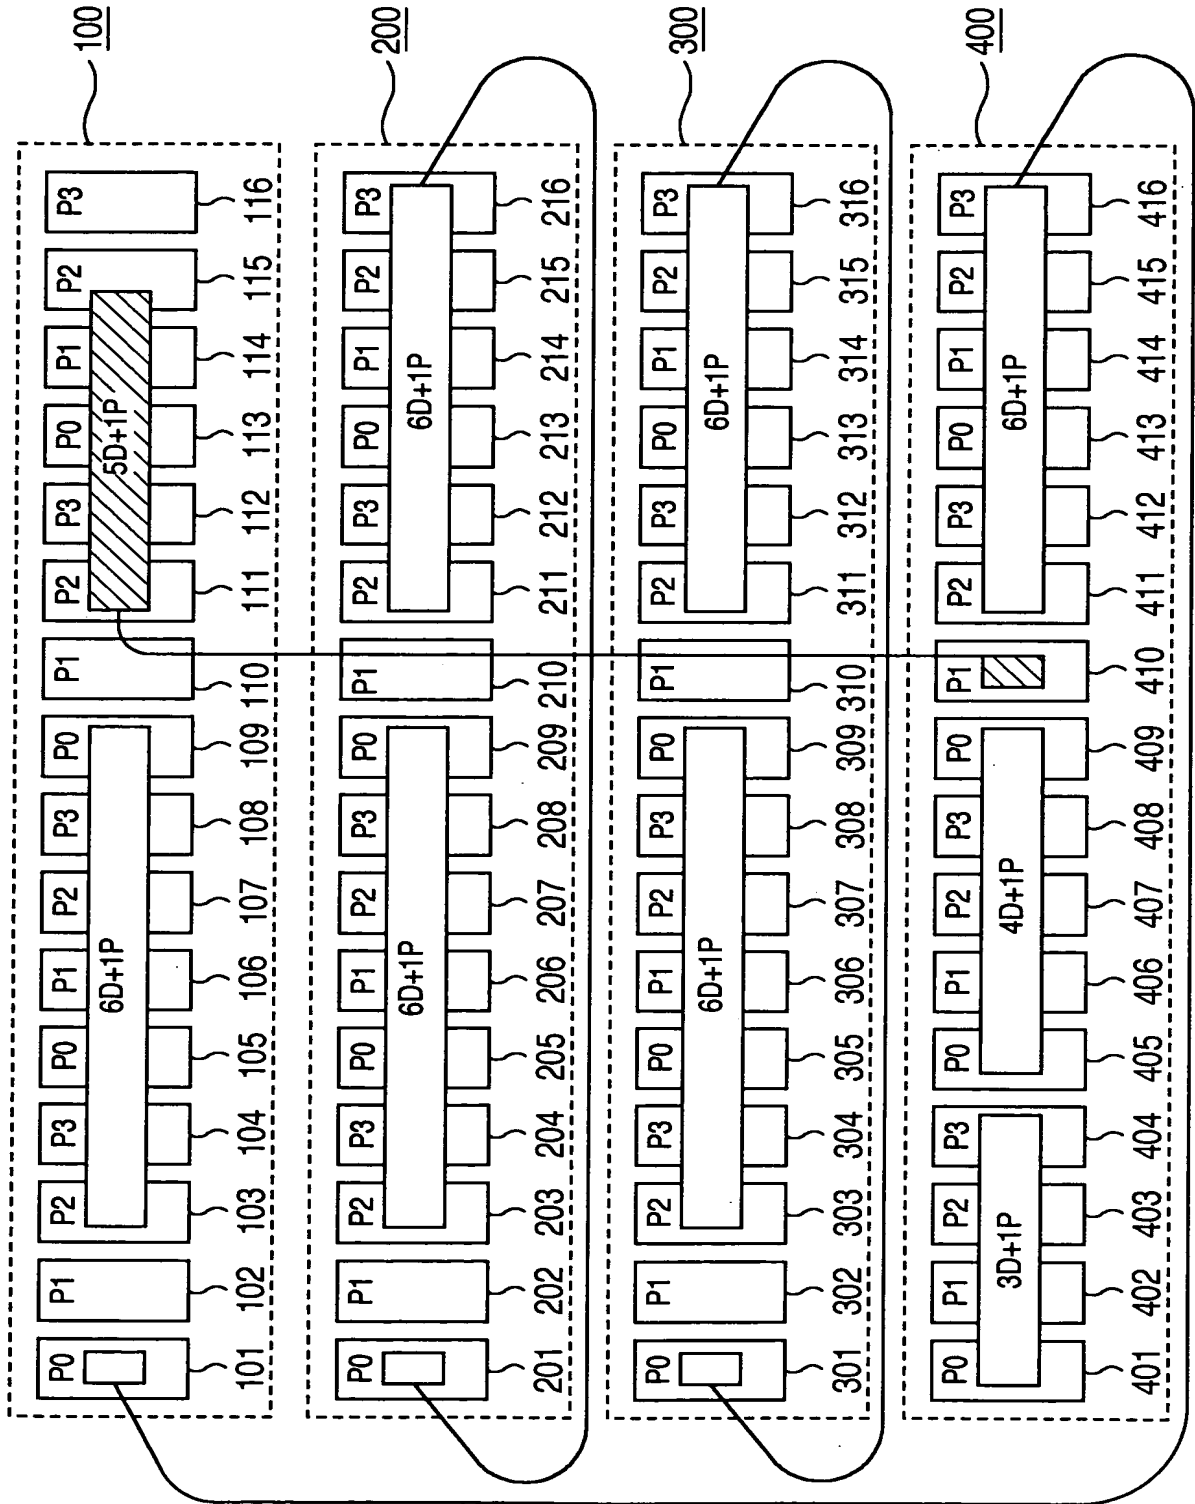 100
P0 P1 P2 P3 P0 P1 P2 P3 P0 P1 P2 P3 P0 P1 P2 P3
6D+1P 5D+1P
101 102 103 104 105 106 107 108 109 110 111 112 113 114 115 116
200
P0 P1 P2 P3 P0 P1 P2 P3 P0 P1 P2 P3 P0 P1 P2 P3
6D+1P 6D+1P
201 202 203 204 205 206 207 208 209 210 211 212 213 214 215 216
300
P0 P1 P2 P3 P0 P1 P2 P3 P0 P1 P2 P3 P0 P1 P2 P3
6D+1P 6D+1P
301 302 303 304 305 306 307 308 309 310 311 312 313 314 315 316
400
P0 P1 P2 P3 P0 P1 P2 P3 P0 P1 P2 P3 P0 P1 P2 P3
3D+1P 4D+1P 6D+1P
401 402 403 404 405 406 407 408 409 410 411 412 413 414 415 416